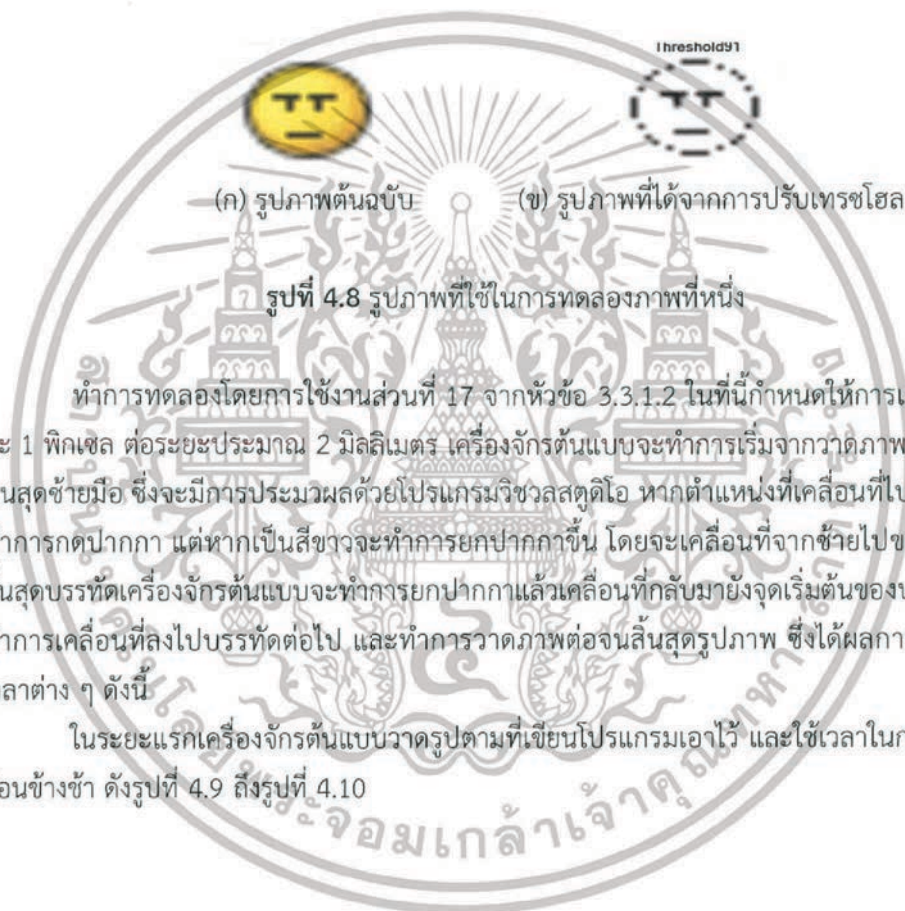 Threshold91
(ก) รูปภาพต้นฉบับ (ข) รูปภาพที่ได้จากการปรับเทรชโฮล
รูปที่ 4.8 รูปภาพที่ใช้ในการทดลองภาพที่หนึ่ง
ทำการทดลองโดยการใช้งานส่วนที่ 17 จากหัวข้อ 3.3.1.2 ในที่นี้กำหนดให้การเ
ะ 1 พิกเซล ต่อระยะประมาณ 2 มิลลิเมตร เครื่องจักรต้นแบบจะทำการเริ่มจากวาดภาพ
นสุดซ้ายมือ ซึ่งจะมีการประมวผลด้วยโปรแกรมวิชวลสตูดิโอ หากตำแหน่งที่เคลื่อนที่ไป
ำการกดปากกา แต่หากเป็นสีขาวจะทำการยกปากกาขึ้น โดยจะเคลื่อนที่จากซ้ายไปข
ิ้นสุดบรรทัดเครื่องจักรต้นแบบจะทำการยกปากกาแล้วเคลื่อนที่กลับมายังจุดเริ่มต้นของบ
ำการเคลื่อนที่ลงไปบรรทัดต่อไป และทำการวาดภาพต่อจนสิ้นสุดรูปภาพ ซึ่งได้ผลกา
ลาต่าง ๆ ดังนี้
ในระยะแรกเครื่องจักรต้นแบบวาดรูปตามที่เขียนโปรแกรมเอาไว้ และใช้เวลาในก
่อนข้างช้า ดังรูปที่ 4.9 ถึงรูปที่ 4.10
พระจอมเกล้าเจ้าคุณทหาร